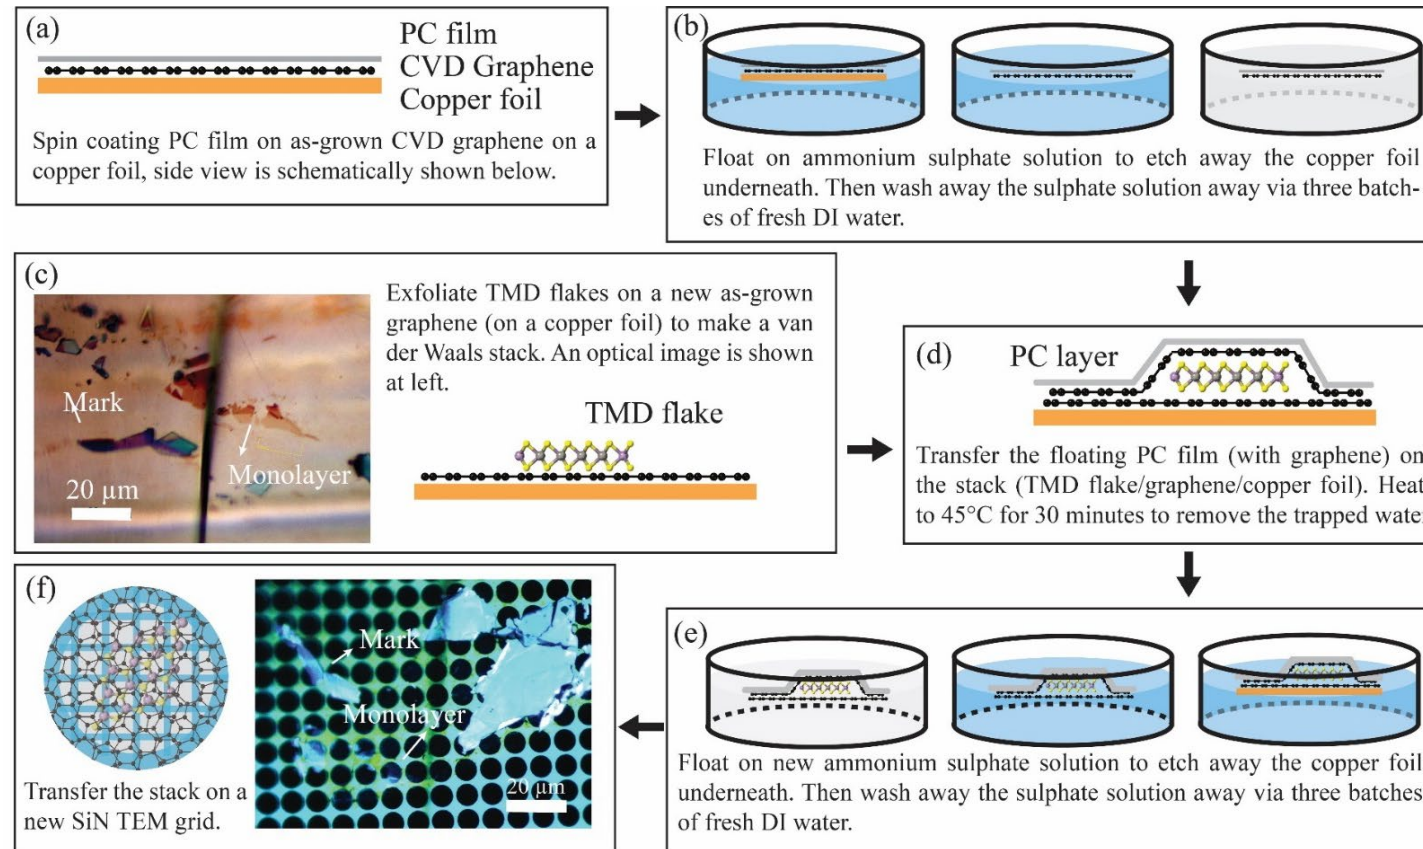 (a)
PC film
CVD Graphene
Copper foil
Spin coating PC film on as-grown CVD graphene on a
copper foil, side view is schematically shown below.
(b)
Float on ammonium sulphate solution to etch away the copper foil
underneath. Then wash away the sulphate solution away via three batch-
es of fresh DI water.
(c)
Mark
Monolayer
20 µm
Exfoliate TMD flakes on a new as-grown
graphene (on a copper foil) to make a van
der Waals stack. An optical image is shown
at left.
TMD flake
(d)
PC layer
Transfer the floating PC film (with graphene) on
the stack (TMD flake/graphene/copper foil). Heat
to 45°C for 30 minutes to remove the trapped water
(e)
Float on new ammonium sulphate solution to etch away the copper foil
underneath. Then wash away the sulphate solution away via three batches
of fresh DI water.
(f)
Transfer the stack on a
new SiN TEM grid.
Mark
Monolayer
20 µm